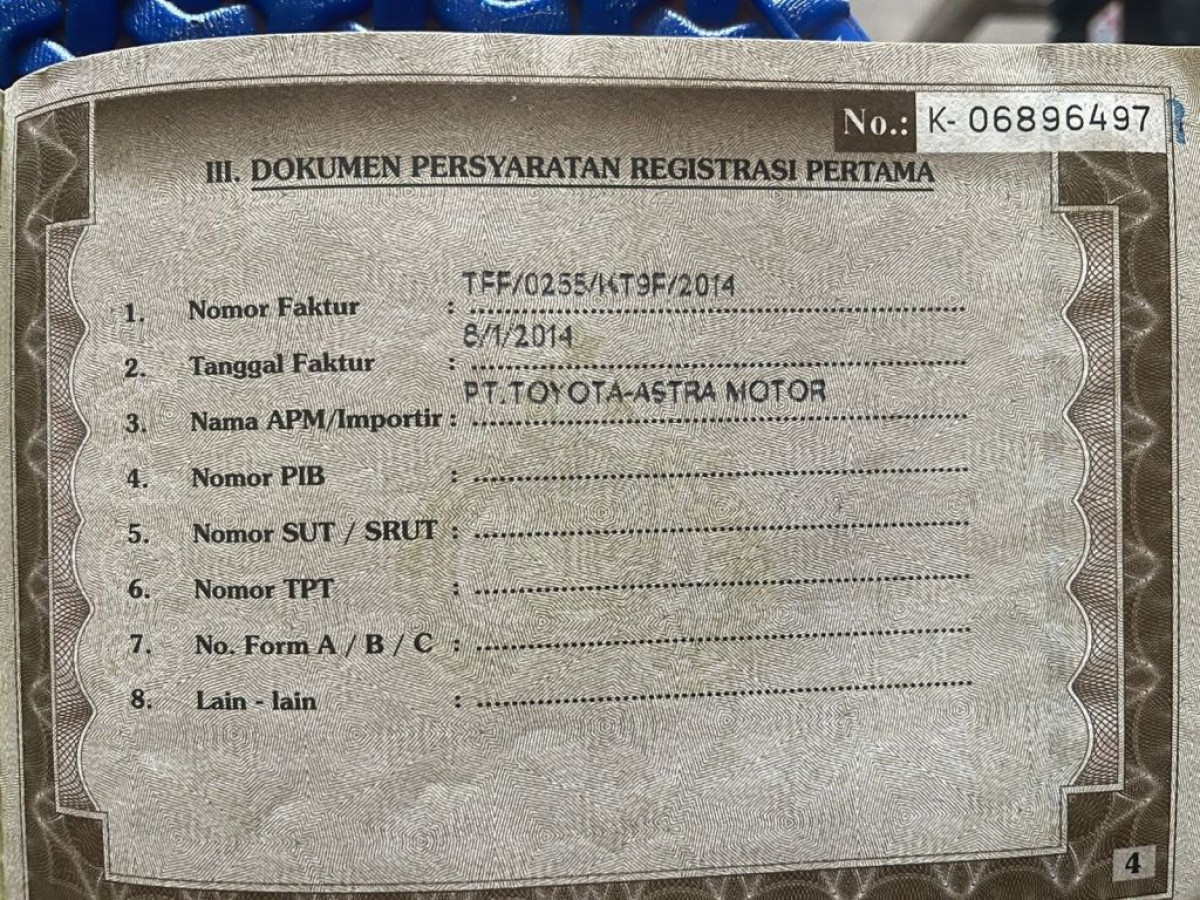 No.: K- 06896497
III. DOKUMEN PERSYARATAN REGISTRASI PERTAMA
1. Nomor Faktur : TFF/0255/KT9F/2014
2. Tanggal Faktur : 8/1/2014
3. Nama APM/Importir : PT.TOYOTA-ASTRA MOTOR
4. Nomor PIB :
5. Nomor SUT / SRUT :
6. Nomor TPT :
7. No. Form A / B / C :
8. Lain - lain :
4